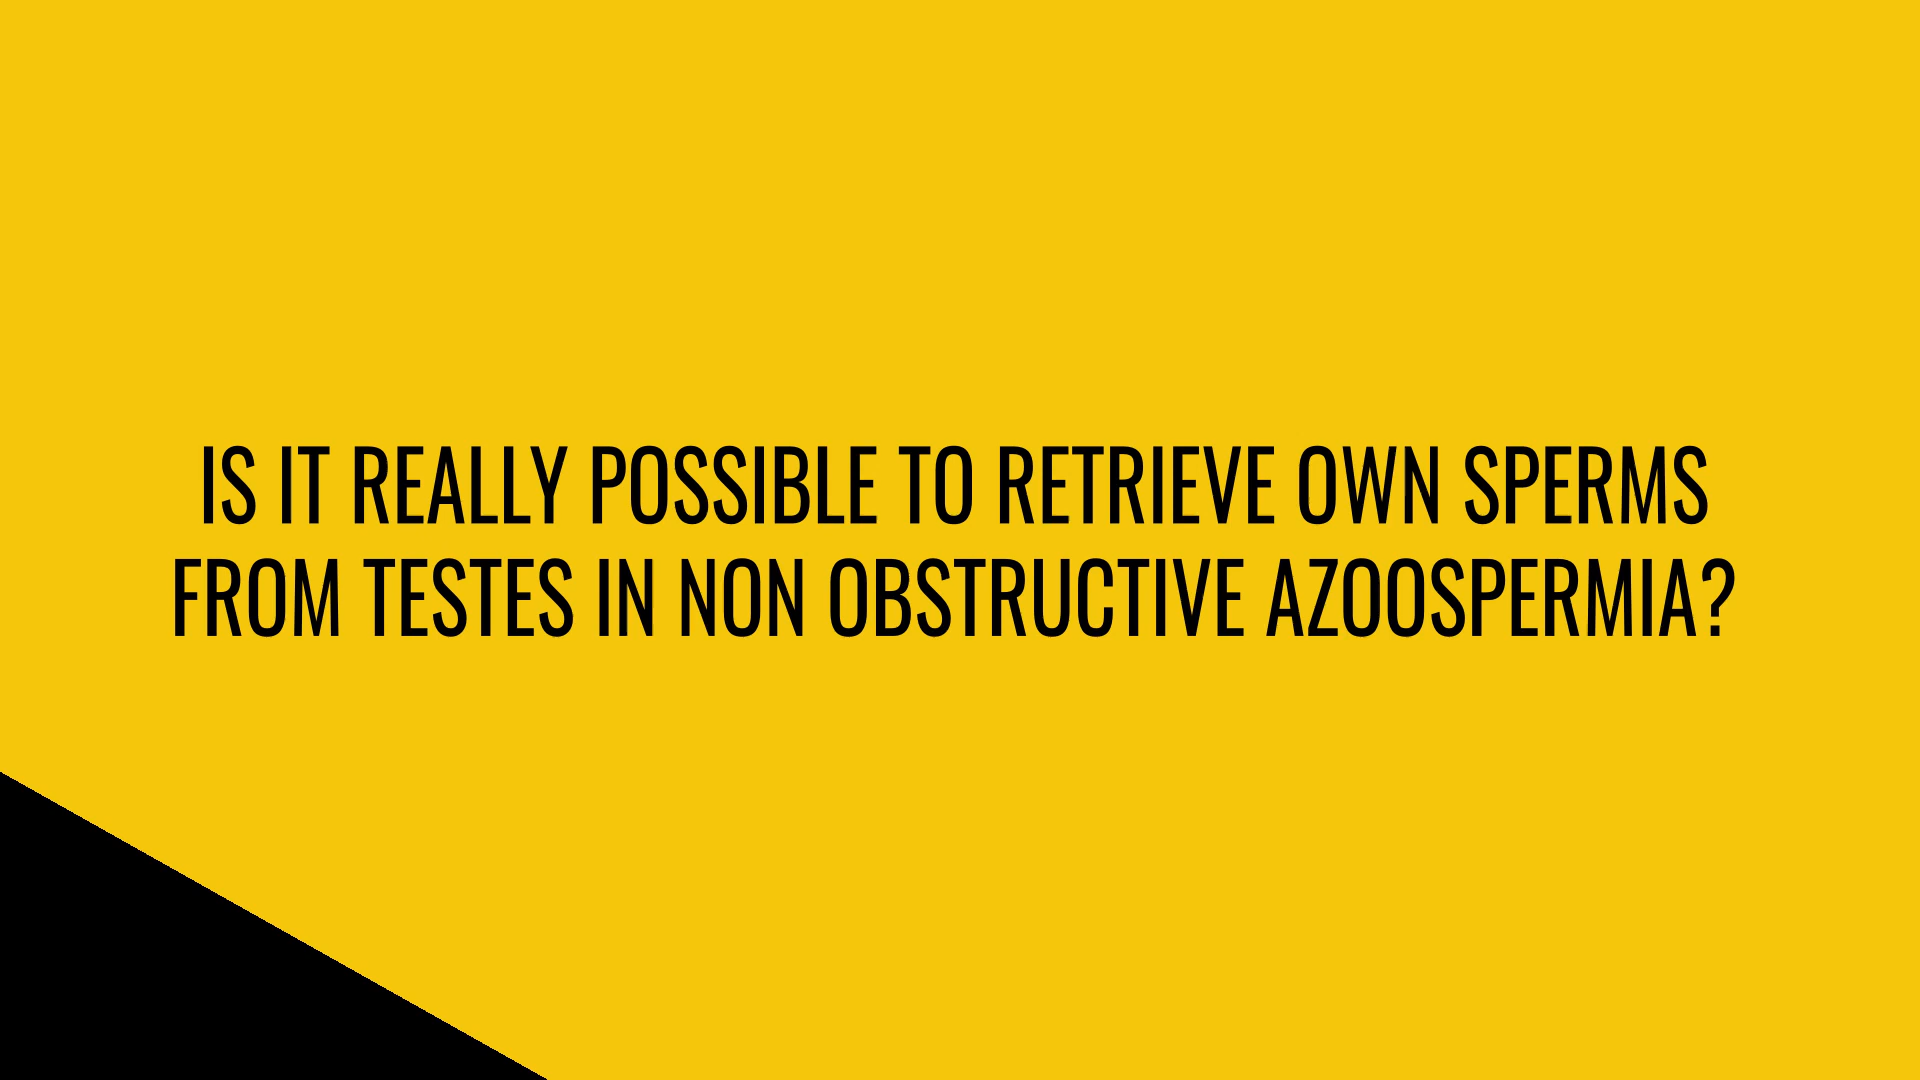 IS IT REALLY POSSIBLE TO RETRIEVE OWN SPERMS
FROM TESTES IN NON OBSTRUCTIVE AZOOSPERMIA?